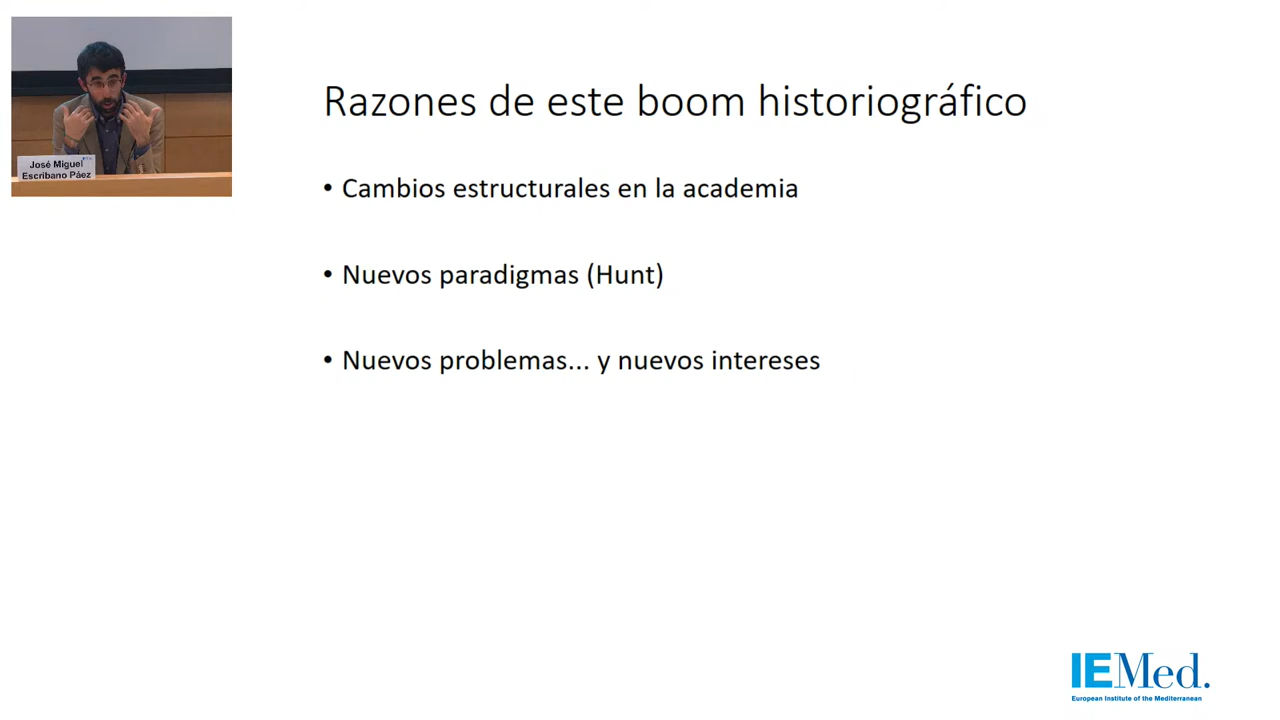 José Miguel
Escribano Páez
Razones de este boom historiográfico
• Cambios estructurales en la academia
• Nuevos paradigmas (Hunt)
• Nuevos problemas... y nuevos intereses
IEMed.
European Institute of the Mediterranean